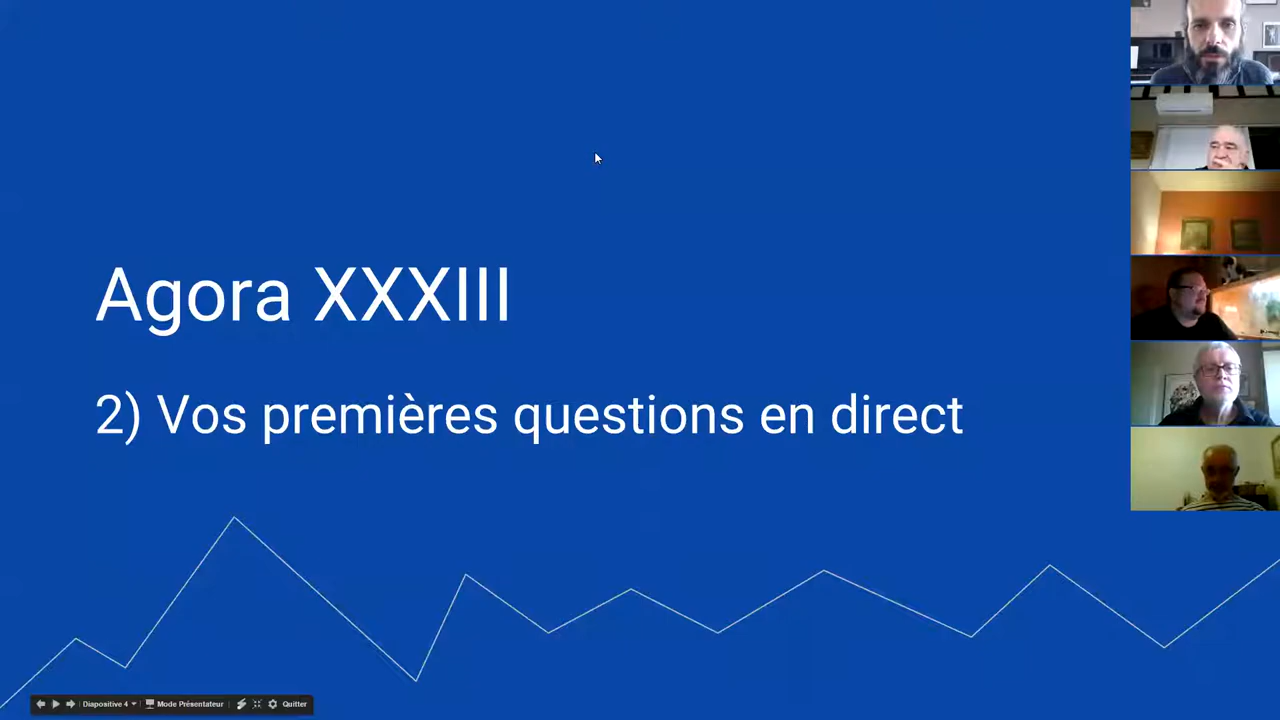 Agora XXXIII
2) Vos premières questions en direct
Diapositive 4 Mode Présentateur Quitter